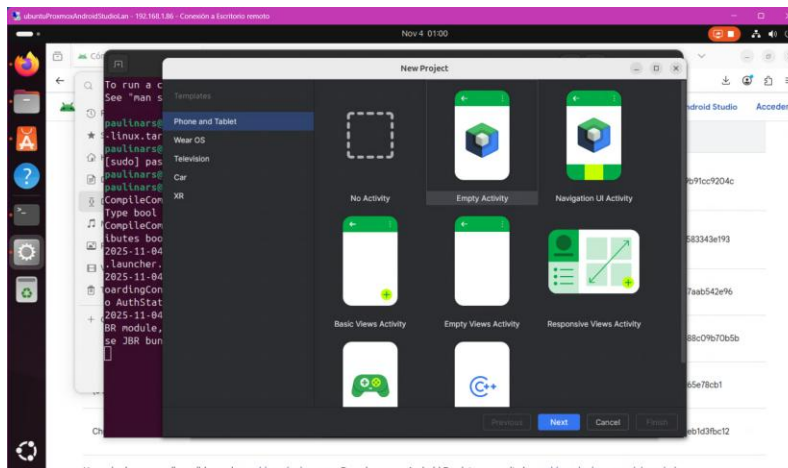 ubuntuProxmoxAndroidStudioLan - 192.168.1.86 - Conexión a Escritorio remoto
Nov 4 01:00
New Project
To run a c
See "man s
paulinars@
-linux.tar
paulinars@
[sudo] pas
paulinars@
paulinars@
CompileCom
Type bool
CompileCom
ibutes boo
2025-11-04
.launcher.
oardingCon
o AuthStat
2025-11-04
BR module,
se JBR bun
Templates
Phone and Tablet
Wear OS
Television
Car
XR
No Activity
Empty Activity
Navigation UI Activity
Basic Views Activity
Empty Views Activity
Responsive Views Activity
C++
Previous
Next
Cancel
Finish
ndroid Studio
Acceder
9b91cc9204c
583343e193
7aab542e96
88c09b70b5b
65e78cb1
eb1d3fbc12
Ch